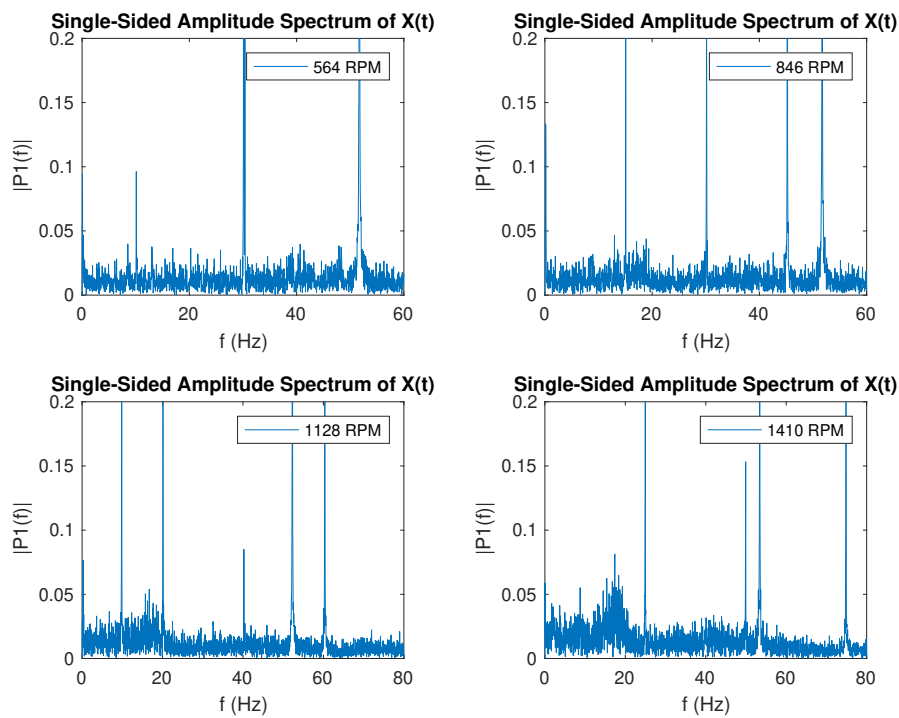 Single-Sided Amplitude Spectrum of X(t)
0.2
0.15
0.1
0.05
0
|P1(f)|
564 RPM
0 20 40 60
f (Hz)
Single-Sided Amplitude Spectrum of X(t)
0.2
0.15
0.1
0.05
0
|P1(f)|
846 RPM
0 20 40 60
f (Hz)
Single-Sided Amplitude Spectrum of X(t)
0.2
0.15
0.1
0.05
0
|P1(f)|
1128 RPM
0 20 40 60 80
f (Hz)
Single-Sided Amplitude Spectrum of X(t)
0.2
0.15
0.1
0.05
0
|P1(f)|
1410 RPM
0 20 40 60 80
f (Hz)